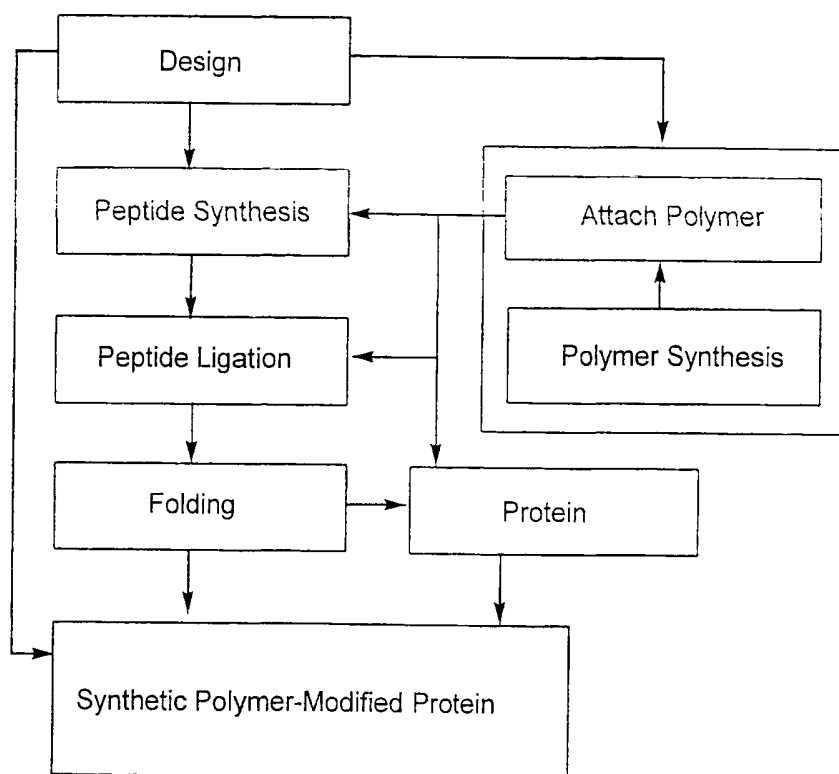 Design
Peptide Synthesis
Attach Polymer
Peptide Ligation
Polymer Synthesis
Folding
Protein
Synthetic Polymer-Modified Protein